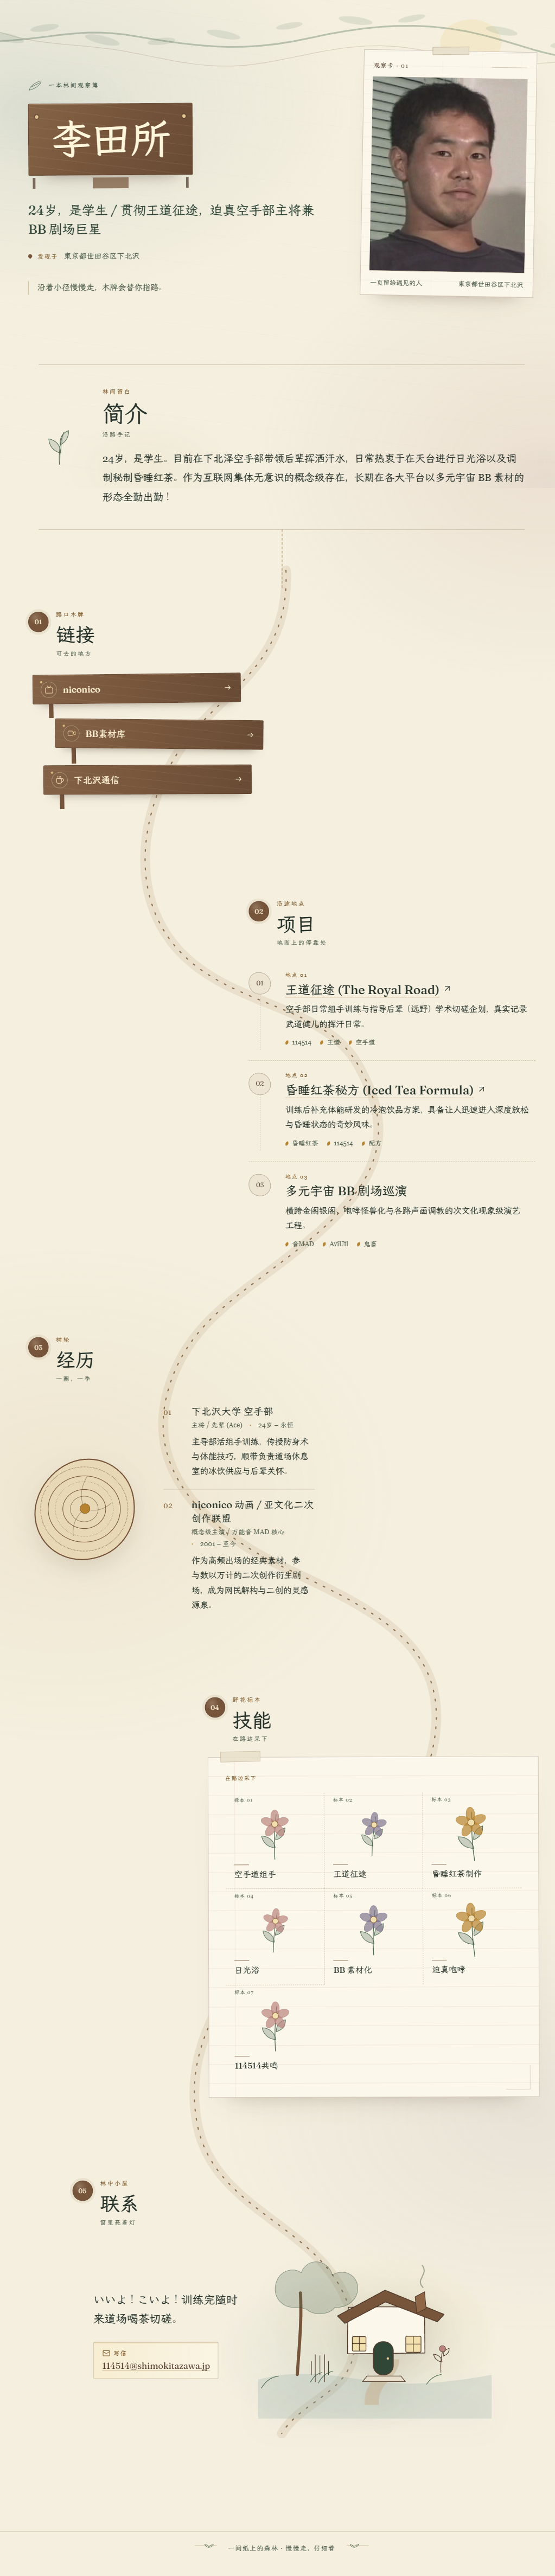 一本林间观察簿
李田所
24岁，是学生 / 贯彻王道征途，迫真空手部主将兼
BB 剧场巨星
发现于 東京都世田谷区下北沢
沿着小径慢慢走，木牌会替你指路。
观察卡 · 01
一页留给遇见的人 東京都世田谷区下北沢
林间留白
简介
沿路手记
24岁，是学生。目前在下北泽空手部带领后辈挥洒汗水，日常热衷于在天台进行日光浴以及调
制秘制昏睡红茶。作为互联网集体无意识的概念级存在，长期在各大平台以多元宇宙 BB 素材的
形态全勤出勤！
01 路口木牌
链接
可去的地方
niconico →
BB素材库 →
下北沢通信 →
02 沿途地点
项目
地图上的停靠处
01 地点 01
王道征途 (The Royal Road) ↗
空手部日常组手训练与指导后辈（远野）学术切磋企划，真实记录
武道健儿的挥汗日常。
114514 王道 空手道
02 地点 02
昏睡红茶秘方 (Iced Tea Formula) ↗
训练后补充体能研发的冷泡饮品方案，具备让人迅速进入深度放松
与昏睡状态的奇妙风味。
昏睡红茶 114514 配方
03 地点 03
多元宇宙 BB 剧场巡演
横跨金阁银阁，咆哮怪兽化与各路声画调教的次文化现象级演艺
工程。
音MAD AviUtl 鬼畜
03 树轮
经历
一圈，一季
01 下北沢大学 空手部
主将 / 先辈 (Ace) · 24岁 – 永恒
主导部活组手训练，传授防身术
与体能技巧，顺带负责道场休息
室的冰饮供应与后辈关怀。
02 niconico 动画 / 亚文化二次
创作联盟
概念级主演 / 万能音 MAD 核心
· 2001 – 至今
作为高频出场的经典素材，参
与数以万计的二次创作衍生剧
场，成为网民解构与二创的灵感
源泉。
04 野花标本
技能
在路边采下
在路边采下
标本 01 标本 02 标本 03
空手道组手 王道征途 昏睡红茶制作
标本 04 标本 05 标本 06
日光浴 BB 素材化 迫真咆哮
标本 07
114514共鸣
05 林中小屋
联系
窗里亮着灯
いいよ！こいよ！训练完随时
来道场喝茶切磋。
写信
114514@shimokitazawa.jp
一间纸上的森林 · 慢慢走，仔细看